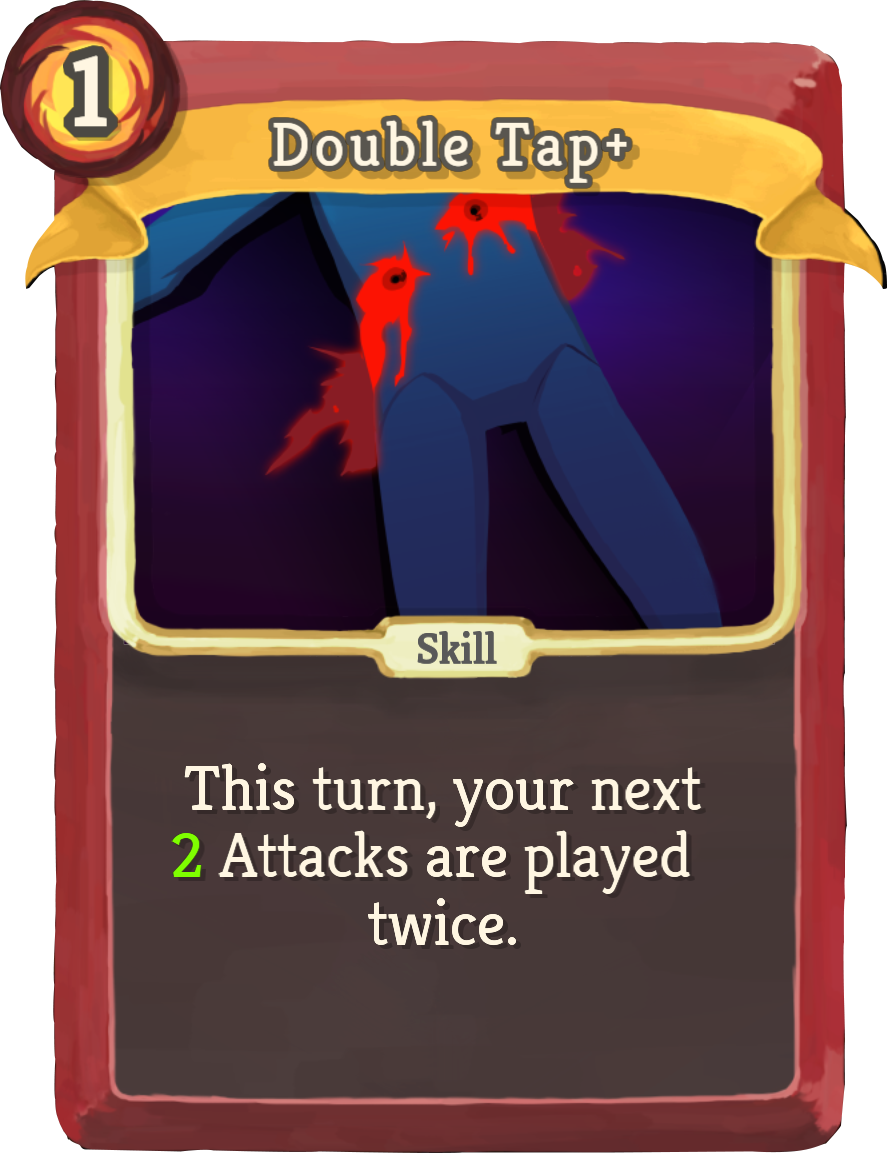 1
Double Tap+
Skill
This turn, your next
2 Attacks are played
twice.